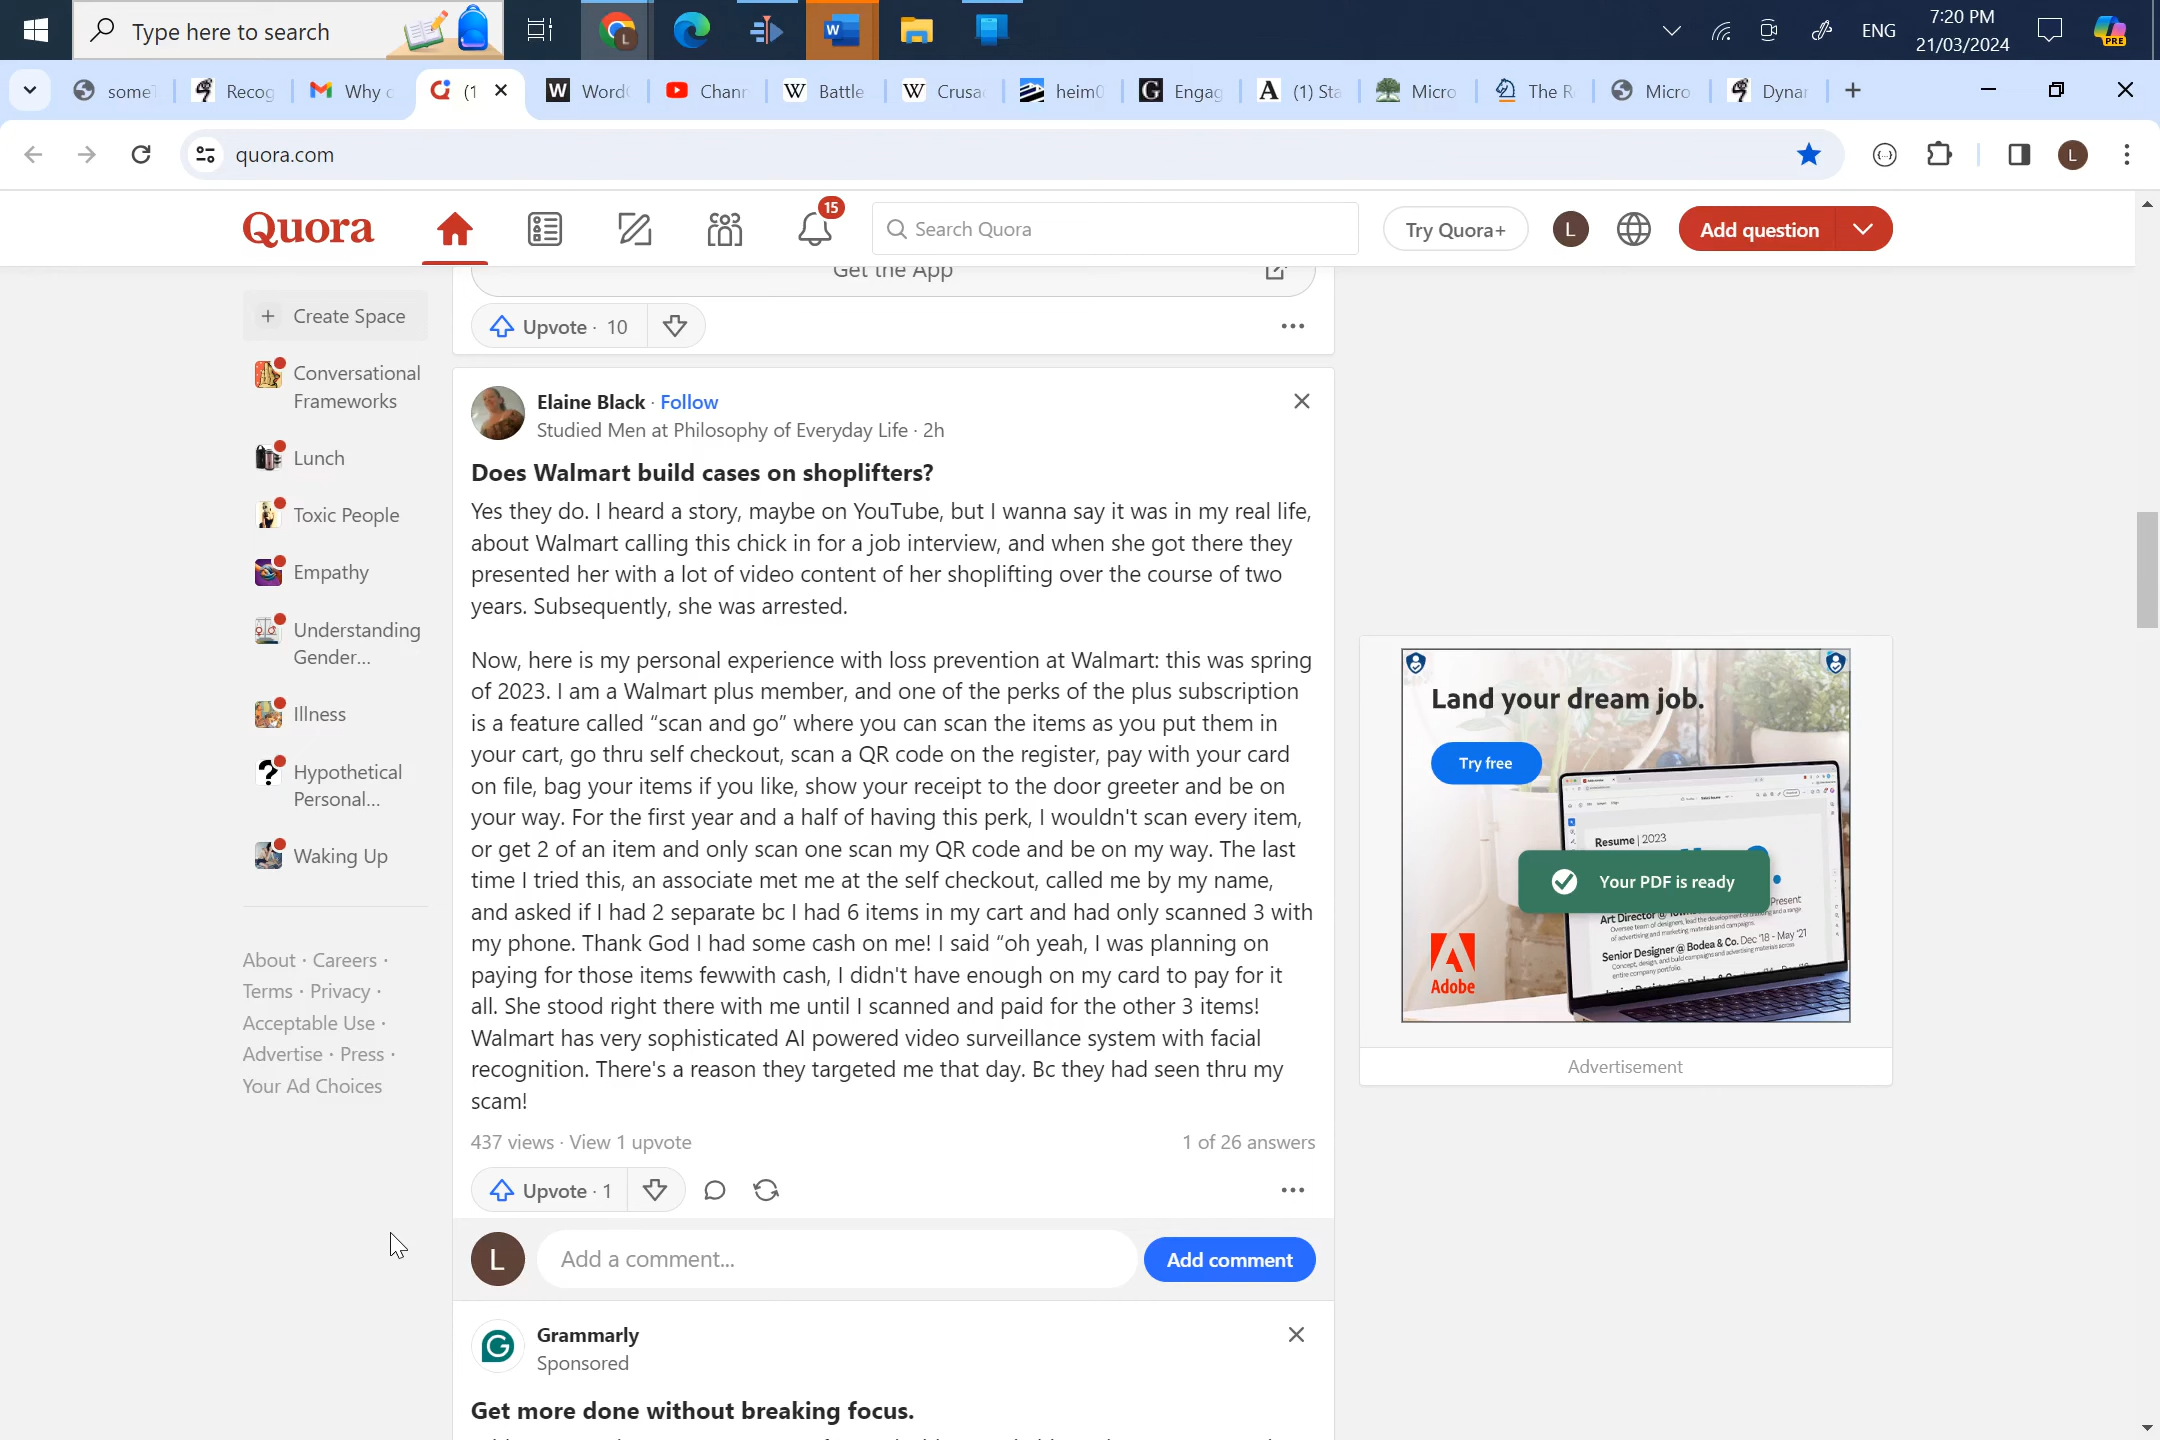 Type here to search
ENG
7:20 PM
21/03/2024
PRE
L
someT
Recog
Why c
(1
Word
Chann
Battle
Crusa
heim
Engag
(1) Sta
Micro
The R
Micro
Dynar
quora.com
L
Quora
15
Search Quora
Try Quora+
L
Add question
Get the App
Create Space
Upvote · 10
Conversational
Frameworks
Lunch
Toxic People
Empathy
Understanding
Gender...
Illness
Hypothetical
Personal...
Waking Up
About · Careers ·
Terms · Privacy ·
Acceptable Use ·
Advertise · Press ·
Your Ad Choices
Elaine Black · Follow
Studied Men at Philosophy of Everyday Life · 2h
Does Walmart build cases on shoplifters?
Yes they do. I heard a story, maybe on YouTube, but I wanna say it was in my real life,
about Walmart calling this chick in for a job interview, and when she got there they
presented her with a lot of video content of her shoplifting over the course of two
years. Subsequently, she was arrested.
Now, here is my personal experience with loss prevention at Walmart: this was spring
of 2023. I am a Walmart plus member, and one of the perks of the plus subscription
is a feature called “scan and go” where you can scan the items as you put them in
your cart, go thru self checkout, scan a QR code on the register, pay with your card
on file, bag your items if you like, show your receipt to the door greeter and be on
your way. For the first year and a half of having this perk, I wouldn't scan every item,
or get 2 of an item and only scan one scan my QR code and be on my way. The last
time I tried this, an associate met me at the self checkout, called me by my name,
and asked if I had 2 separate bc I had 6 items in my cart and had only scanned 3 with
my phone. Thank God I had some cash on me! I said “oh yeah, I was planning on
paying for those items fewwith cash, I didn't have enough on my card to pay for it
all. She stood right there with me until I scanned and paid for the other 3 items!
Walmart has very sophisticated AI powered video surveillance system with facial
recognition. There's a reason they targeted me that day. Bc they had seen thru my
scam!
437 views · View 1 upvote
1 of 26 answers
Upvote · 1
L
Add a comment...
Add comment
Grammarly
Sponsored
Get more done without breaking focus.
Land your dream job.
Try free
Resume | 2023
Your PDF is ready
Art Director @
Present
Senior Designer @ Bodea & Co. Dec '18 - May '21
Adobe
Advertisement